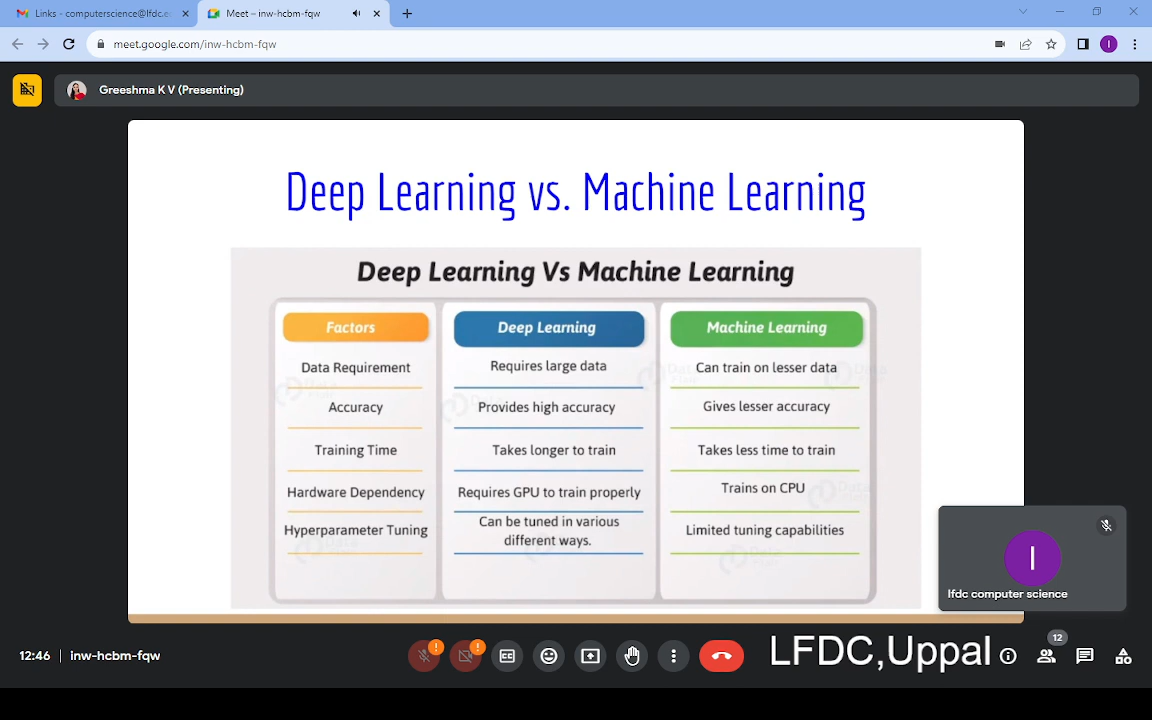 Links - computerscience@lfdc.e
Meet – inw-hcbm-fqw
meet.google.com/inw-hcbm-fqw
I
Greeshma K V (Presenting)
Deep Learning vs. Machine Learning
Deep Learning Vs Machine Learning
Factors Deep Learning Machine Learning
Data Requirement Requires large data Can train on lesser data
Accuracy Provides high accuracy Gives lesser accuracy
Training Time Takes longer to train Takes less time to train
Hardware Dependency Requires GPU to train properly Trains on CPU
Hyperparameter Tuning Can be tuned in various
different ways. Limited tuning capabilities
I
lfdc computer science
12:46 | inw-hcbm-fqw
LFDC,Uppal
12